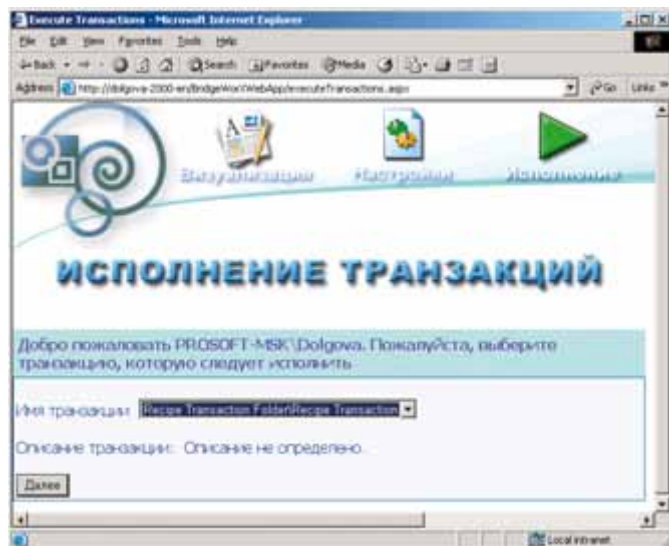 Execute Transactions - Microsoft Internet Explorer
File Edit View Favorites Tools Help
Back Search Favorites Media
Address http://dolgova-2000-en/BridgeWorXWebApp/executeTransactions.aspx Go Links
Визуализация Настройки Исполнение
ИСПОЛНЕНИЕ ТРАНЗАКЦИЙ
Добро пожаловать PROSOFT-MSK\Dolgova. Пожалуйста, выберите
транзакцию, которую следует исполнить
Имя транзакции: Recipe Transaction Folder\Recipe Transaction
Описание транзакции: Описание не определено.
Далее
Local intranet